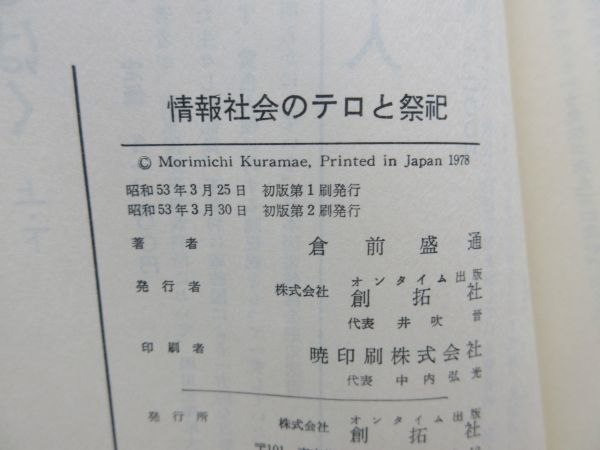 情報社会のテロと祭祀
© Morimichi Kuramae, Printed in Japan 1978
昭和53年3月25日 初版第1刷発行
昭和53年3月30日 初版第2刷発行
著者 倉前盛通
発行者 株式会社 オンタイム出版 創拓社
代表 井吹晉
印刷者 暁印刷株式会社
代表 中内弘光
発行所 株式会社 オンタイム出版 創拓社
〒101